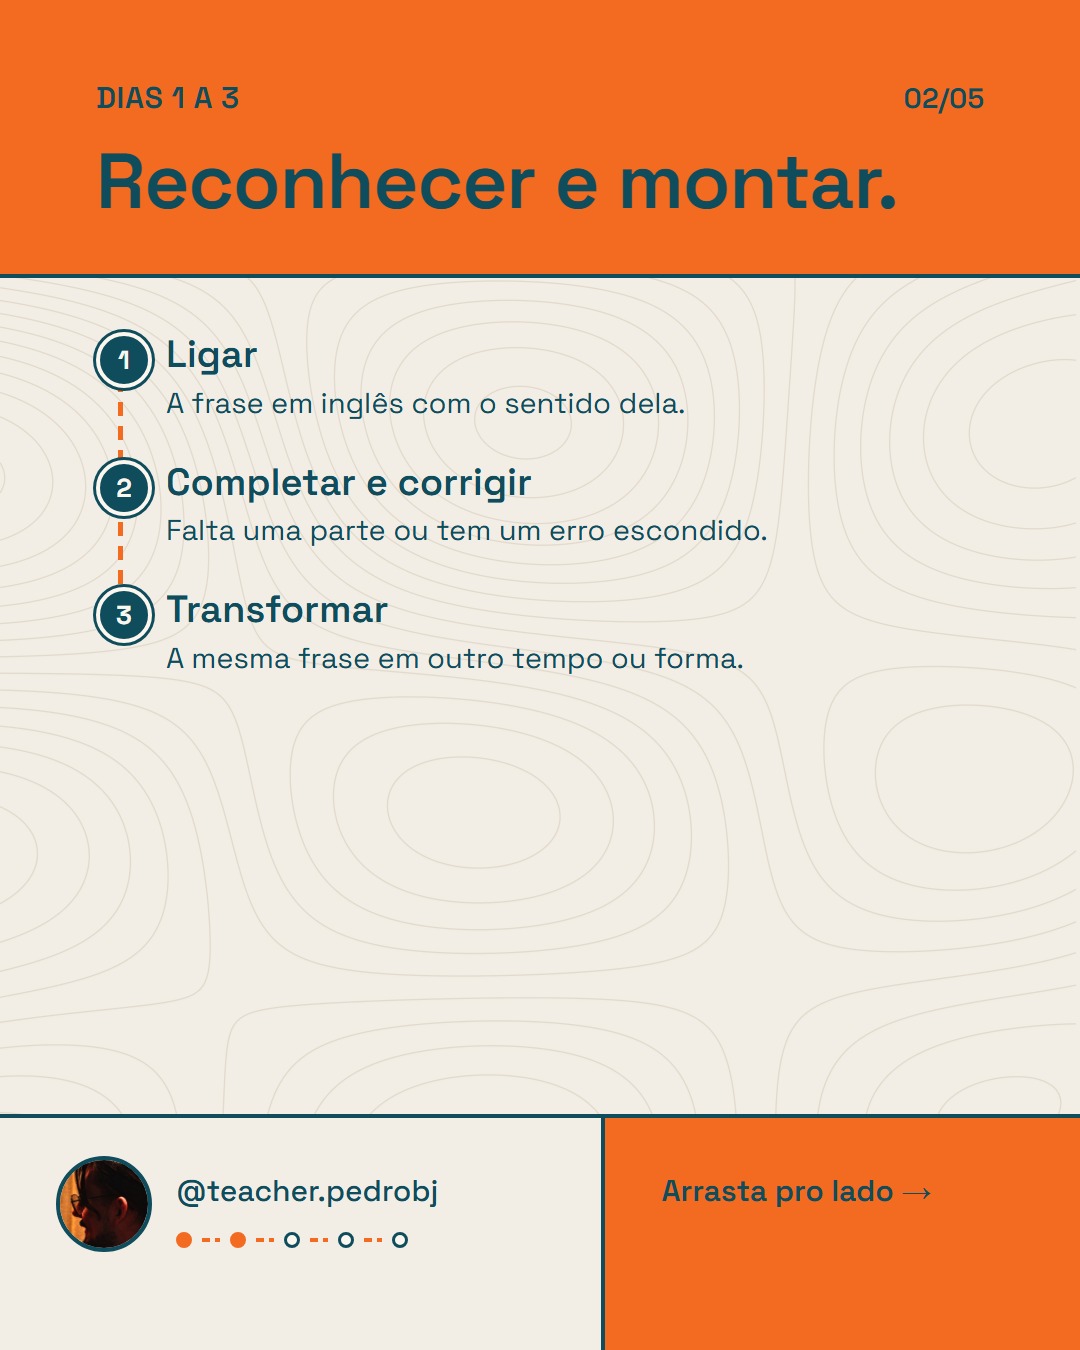 DIAS 1 A 3
02/05
Reconhecer e montar.
1 Ligar
A frase em inglês com o sentido dela.
2 Completar e corrigir
Falta uma parte ou tem um erro escondido.
3 Transformar
A mesma frase em outro tempo ou forma.
@teacher.pedrobj
Arrasta pro lado →